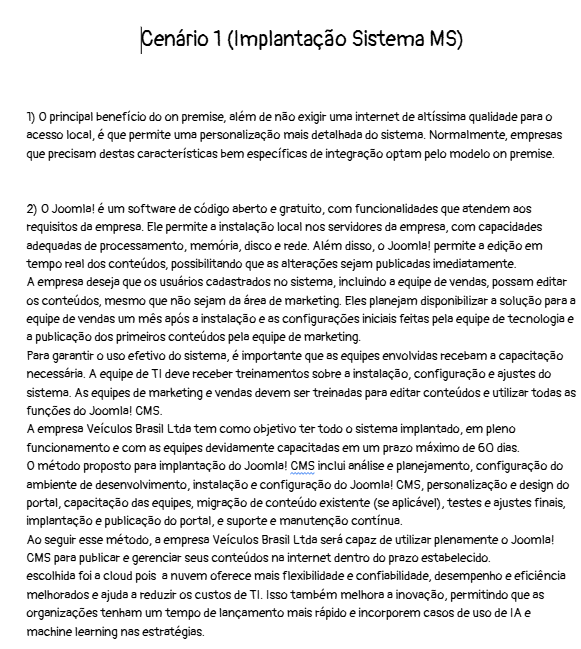 Cenário 1 (Implantação Sistema MS)
1) O principal benefício do on premise, além de não exigir uma internet de altíssima qualidade para o
acesso local, é que permite uma personalização mais detalhada do sistema. Normalmente, empresas
que precisam destas características bem específicas de integração optam pelo modelo on premise.
2) O Joomla! é um software de código aberto e gratuito, com funcionalidades que atendem aos
requisitos da empresa. Ele permite a instalação local nos servidores da empresa, com capacidades
adequadas de processamento, memória, disco e rede. Além disso, o Joomla! permite a edição em
tempo real dos conteúdos, possibilitando que as alterações sejam publicadas imediatamente.
A empresa deseja que os usuários cadastrados no sistema, incluindo a equipe de vendas, possam editar
os conteúdos, mesmo que não sejam da área de marketing. Eles planejam disponibilizar a solução para a
equipe de vendas um mês após a instalação e as configurações iniciais feitas pela equipe de tecnologia e
a publicação dos primeiros conteúdos pela equipe de marketing.
Para garantir o uso efetivo do sistema, é importante que as equipes envolvidas recebam a capacitação
necessária. A equipe de TI deve receber treinamentos sobre a instalação, configuração e ajustes do
sistema. As equipes de marketing e vendas devem ser treinadas para editar conteúdos e utilizar todas as
funções do Joomla! CMS.
A empresa Veículos Brasil Ltda tem como objetivo ter todo o sistema implantado, em pleno
funcionamento e com as equipes devidamente capacitadas em um prazo máximo de 60 dias.
O método proposto para implantação do Joomla! CMS inclui análise e planejamento, configuração do
ambiente de desenvolvimento, instalação e configuração do Joomla! CMS, personalização e design do
portal, capacitação das equipes, migração de conteúdo existente (se aplicável), testes e ajustes finais,
implantação e publicação do portal, e suporte e manutenção contínua.
Ao seguir esse método, a empresa Veículos Brasil Ltda será capaz de utilizar plenamente o Joomla!
CMS para publicar e gerenciar seus conteúdos na internet dentro do prazo estabelecido.
escolhida foi a cloud pois a nuvem oferece mais flexibilidade e confiabilidade, desempenho e eficiência
melhorados e ajuda a reduzir os custos de TI. Isso também melhora a inovação, permitindo que as
organizações tenham um tempo de lançamento mais rápido e incorporem casos de uso de IA e
machine learning nas estratégias.